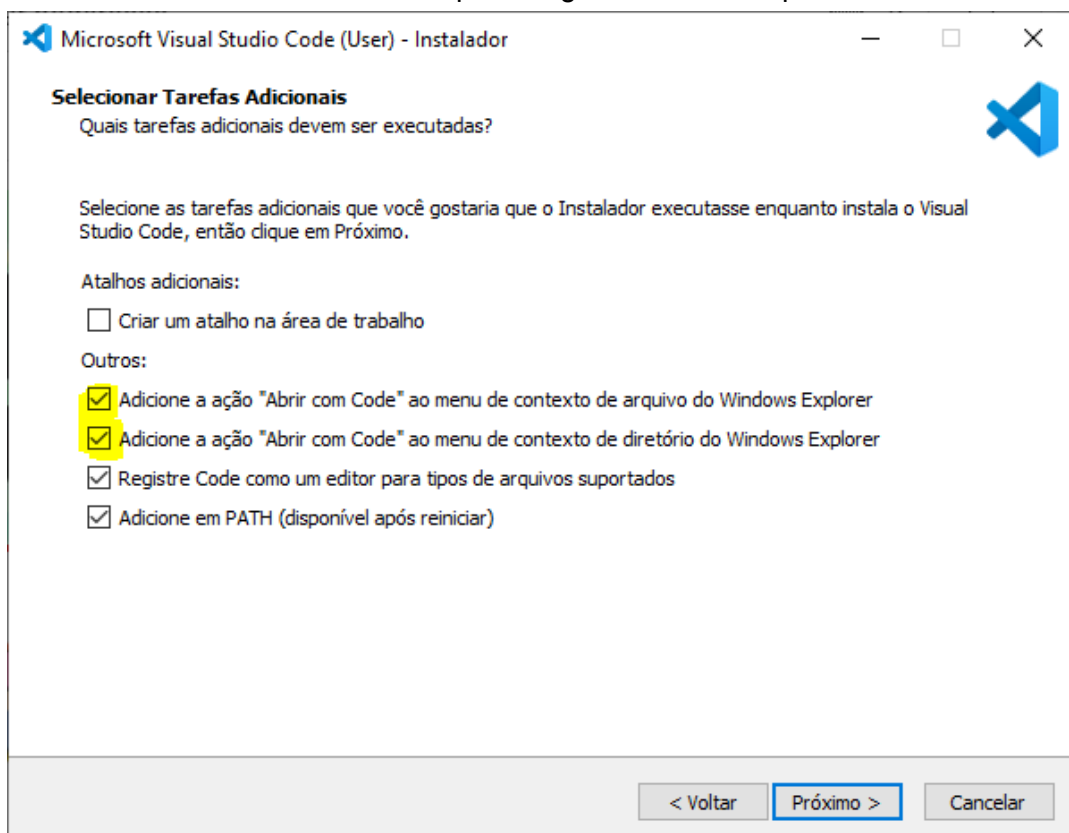 Microsoft Visual Studio Code (User) - Instalador
Selecionar Tarefas Adicionais
Quais tarefas adicionais devem ser executadas?
Selecione as tarefas adicionais que você gostaria que o Instalador executasse enquanto instala o Visual
Studio Code, então clique em Próximo.
Atalhos adicionais:
Criar um atalho na área de trabalho
Outros:
Adicione a ação "Abrir com Code" ao menu de contexto de arquivo do Windows Explorer
Adicione a ação "Abrir com Code" ao menu de contexto de diretório do Windows Explorer
Registre Code como um editor para tipos de arquivos suportados
Adicione em PATH (disponível após reiniciar)
< Voltar
Próximo >
Cancelar